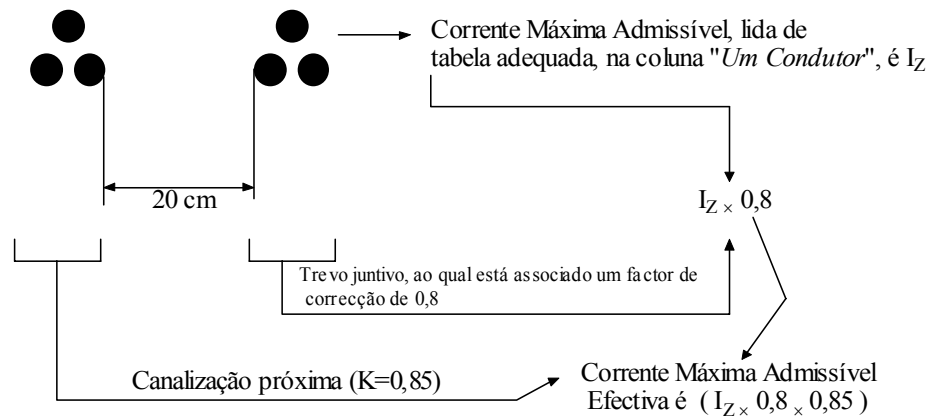 Corrente Máxima Admissível, lida de
tabela adequada, na coluna "Um Condutor", é IZ
20 cm
IZ × 0,8
Trevo juntivo, ao qual está associado um factor de
correcção de 0,8
Canalização próxima (K=0,85)
Corrente Máxima Admissível
Efectiva é ( IZ × 0,8 × 0,85 )